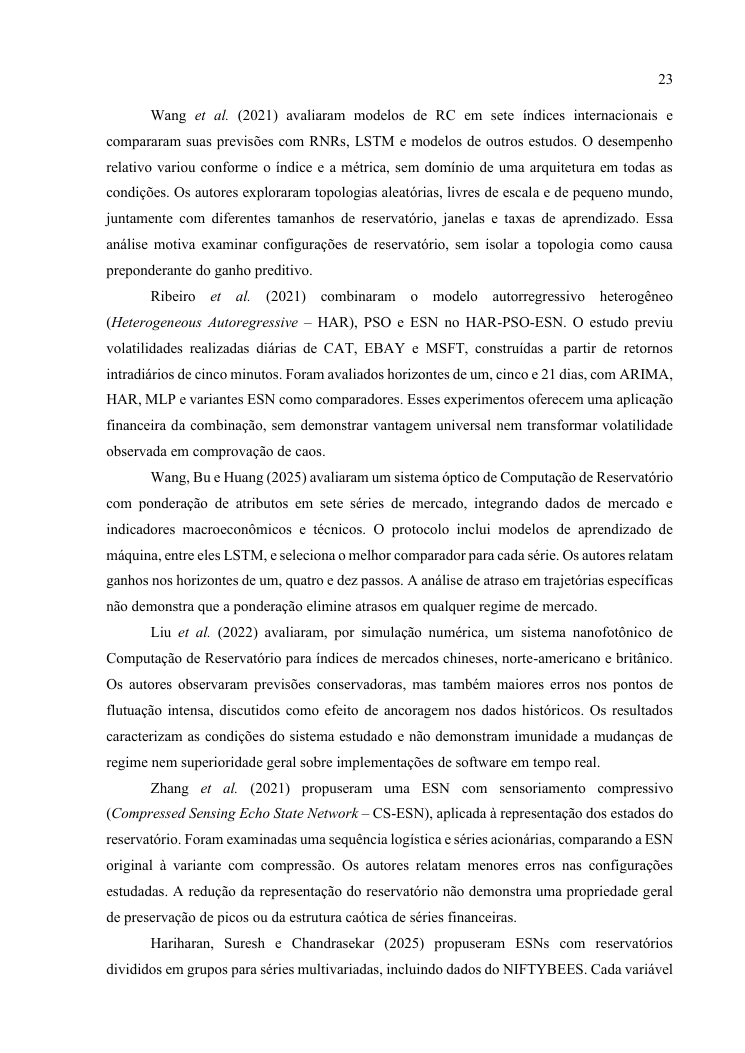 23
Wang et al. (2021) avaliaram modelos de RC em sete índices internacionais e
compararam suas previsões com RNRs, LSTM e modelos de outros estudos. O desempenho
relativo variou conforme o índice e a métrica, sem domínio de uma arquitetura em todas as
condições. Os autores exploraram topologias aleatórias, livres de escala e de pequeno mundo,
juntamente com diferentes tamanhos de reservatório, janelas e taxas de aprendizado. Essa
análise motiva examinar configurações de reservatório, sem isolar a topologia como causa
preponderante do ganho preditivo.
Ribeiro et al. (2021) combinaram o modelo autorregressivo heterogêneo
(Heterogeneous Autoregressive – HAR), PSO e ESN no HAR-PSO-ESN. O estudo previu
volatilidades realizadas diárias de CAT, EBAY e MSFT, construídas a partir de retornos
intradiários de cinco minutos. Foram avaliados horizontes de um, cinco e 21 dias, com ARIMA,
HAR, MLP e variantes ESN como comparadores. Esses experimentos oferecem uma aplicação
financeira da combinação, sem demonstrar vantagem universal nem transformar volatilidade
observada em comprovação de caos.
Wang, Bu e Huang (2025) avaliaram um sistema óptico de Computação de Reservatório
com ponderação de atributos em sete séries de mercado, integrando dados de mercado e
indicadores macroeconômicos e técnicos. O protocolo inclui modelos de aprendizado de
máquina, entre eles LSTM, e seleciona o melhor comparador para cada série. Os autores relatam
ganhos nos horizontes de um, quatro e dez passos. A análise de atraso em trajetórias específicas
não demonstra que a ponderação elimine atrasos em qualquer regime de mercado.
Liu et al. (2022) avaliaram, por simulação numérica, um sistema nanofotônico de
Computação de Reservatório para índices de mercados chineses, norte-americano e britânico.
Os autores observaram previsões conservadoras, mas também maiores erros nos pontos de
flutuação intensa, discutidos como efeito de ancoragem nos dados históricos. Os resultados
caracterizam as condições do sistema estudado e não demonstram imunidade a mudanças de
regime nem superioridade geral sobre implementações de software em tempo real.
Zhang et al. (2021) propuseram uma ESN com sensoriamento compressivo
(Compressed Sensing Echo State Network – CS-ESN), aplicada à representação dos estados do
reservatório. Foram examinadas uma sequência logística e séries acionárias, comparando a ESN
original à variante com compressão. Os autores relatam menores erros nas configurações
estudadas. A redução da representação do reservatório não demonstra uma propriedade geral
de preservação de picos ou da estrutura caótica de séries financeiras.
Hariharan, Suresh e Chandrasekar (2025) propuseram ESNs com reservatórios
divididos em grupos para séries multivariadas, incluindo dados do NIFTYBEES. Cada variável